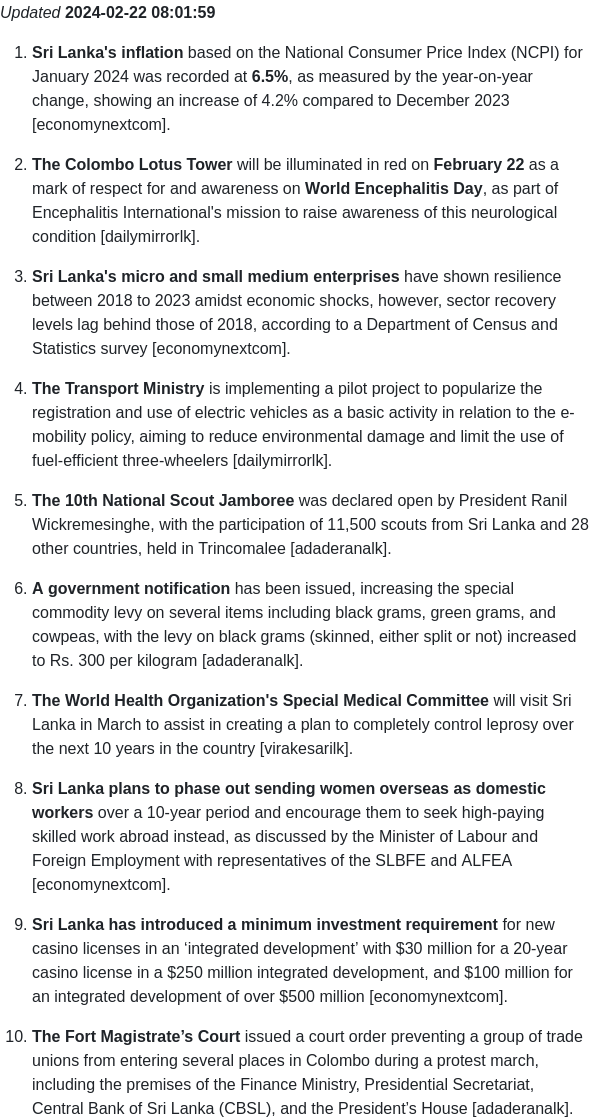 Updated 2024-02-22 08:01:59
1. Sri Lanka's inflation based on the National Consumer Price Index (NCPI) for
January 2024 was recorded at 6.5%, as measured by the year-on-year
change, showing an increase of 4.2% compared to December 2023
[economynextcom].
2. The Colombo Lotus Tower will be illuminated in red on February 22 as a
mark of respect for and awareness on World Encephalitis Day, as part of
Encephalitis International's mission to raise awareness of this neurological
condition [dailymirrorlk].
3. Sri Lanka's micro and small medium enterprises have shown resilience
between 2018 to 2023 amidst economic shocks, however, sector recovery
levels lag behind those of 2018, according to a Department of Census and
Statistics survey [economynextcom].
4. The Transport Ministry is implementing a pilot project to popularize the
registration and use of electric vehicles as a basic activity in relation to the e-
mobility policy, aiming to reduce environmental damage and limit the use of
fuel-efficient three-wheelers [dailymirrorlk].
5. The 10th National Scout Jamboree was declared open by President Ranil
Wickremesinghe, with the participation of 11,500 scouts from Sri Lanka and 28
other countries, held in Trincomalee [adaderanalk].
6. A government notification has been issued, increasing the special
commodity levy on several items including black grams, green grams, and
cowpeas, with the levy on black grams (skinned, either split or not) increased
to Rs. 300 per kilogram [adaderanalk].
7. The World Health Organization's Special Medical Committee will visit Sri
Lanka in March to assist in creating a plan to completely control leprosy over
the next 10 years in the country [virakesarilk].
8. Sri Lanka plans to phase out sending women overseas as domestic
workers over a 10-year period and encourage them to seek high-paying
skilled work abroad instead, as discussed by the Minister of Labour and
Foreign Employment with representatives of the SLBFE and ALFEA
[economynextcom].
9. Sri Lanka has introduced a minimum investment requirement for new
casino licenses in an ‘integrated development’ with $30 million for a 20-year
casino license in a $250 million integrated development, and $100 million for
an integrated development of over $500 million [economynextcom].
10. The Fort Magistrate’s Court issued a court order preventing a group of trade
unions from entering several places in Colombo during a protest march,
including the premises of the Finance Ministry, Presidential Secretariat,
Central Bank of Sri Lanka (CBSL), and the President’s House [adaderanalk].